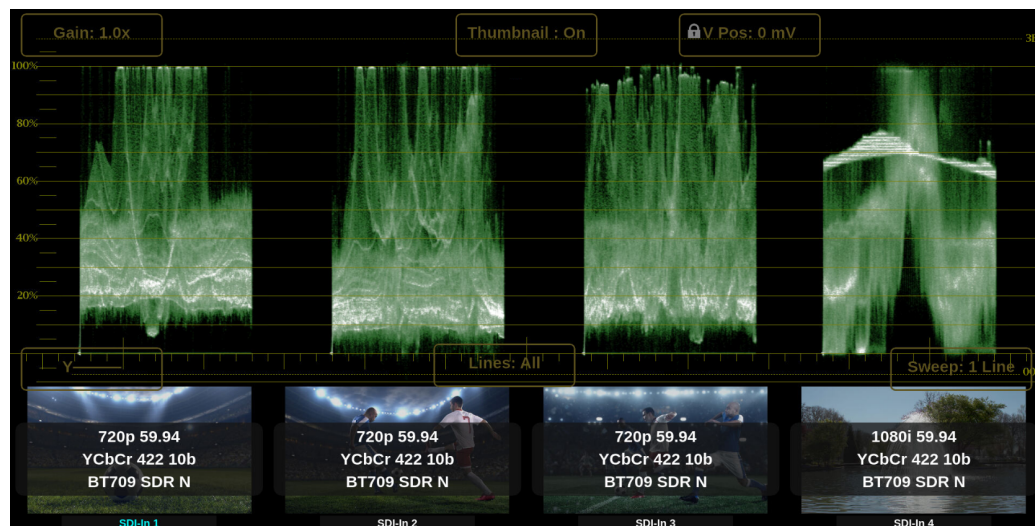 Gain: 1.0x
Thumbnail : On
V Pos: 0 mV
100%
80%
60%
40%
20%
Y
Lines: All
Sweep: 1 Line
720p 59.94
YCbCr 422 10b
BT709 SDR N
720p 59.94
YCbCr 422 10b
BT709 SDR N
720p 59.94
YCbCr 422 10b
BT709 SDR N
1080i 59.94
YCbCr 422 10b
BT709 SDR N
SDI-In 1
SDI-In 2
SDI-In 3
SDI-In 4